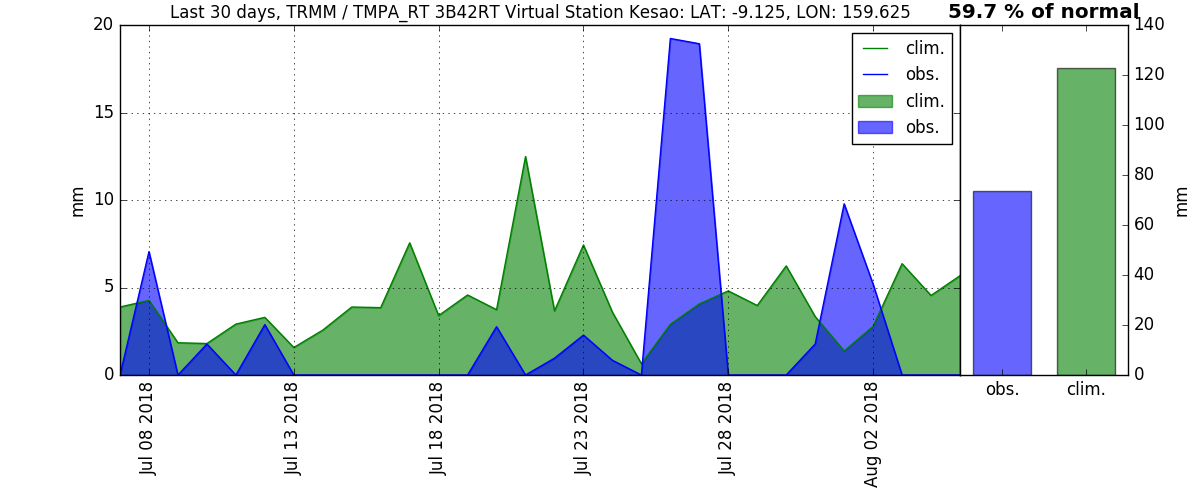 Last 30 days, TRMM / TMPA_RT 3B42RT Virtual Station Kesao: LAT: -9.125, LON: 159.625
59.7 % of normal
20
15
10
5
0
mm
clim.
obs.
clim.
obs.
140
120
100
80
60
40
20
0
mm
obs.
clim.
Jul 08 2018
Jul 13 2018
Jul 18 2018
Jul 23 2018
Jul 28 2018
Aug 02 2018